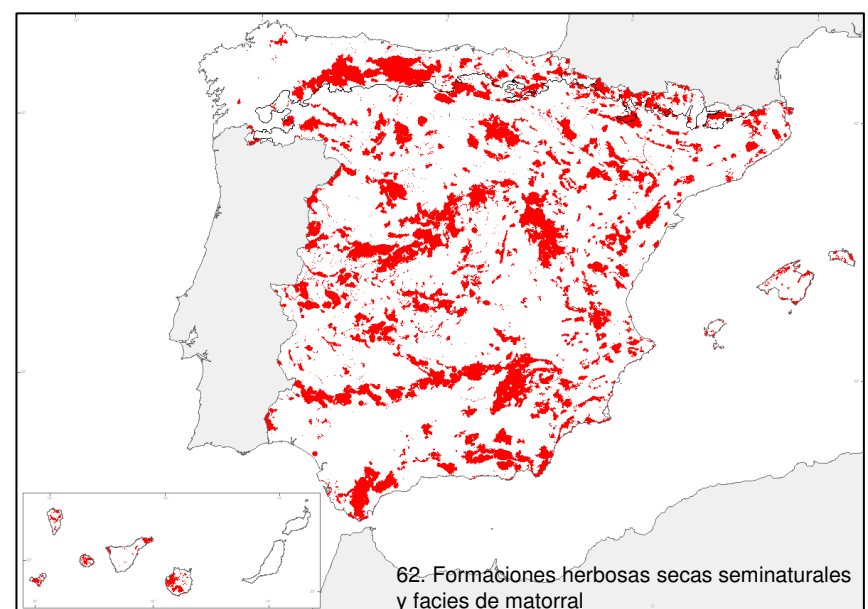 62. Formaciones herbosas secas seminaturales
y facies de matorral